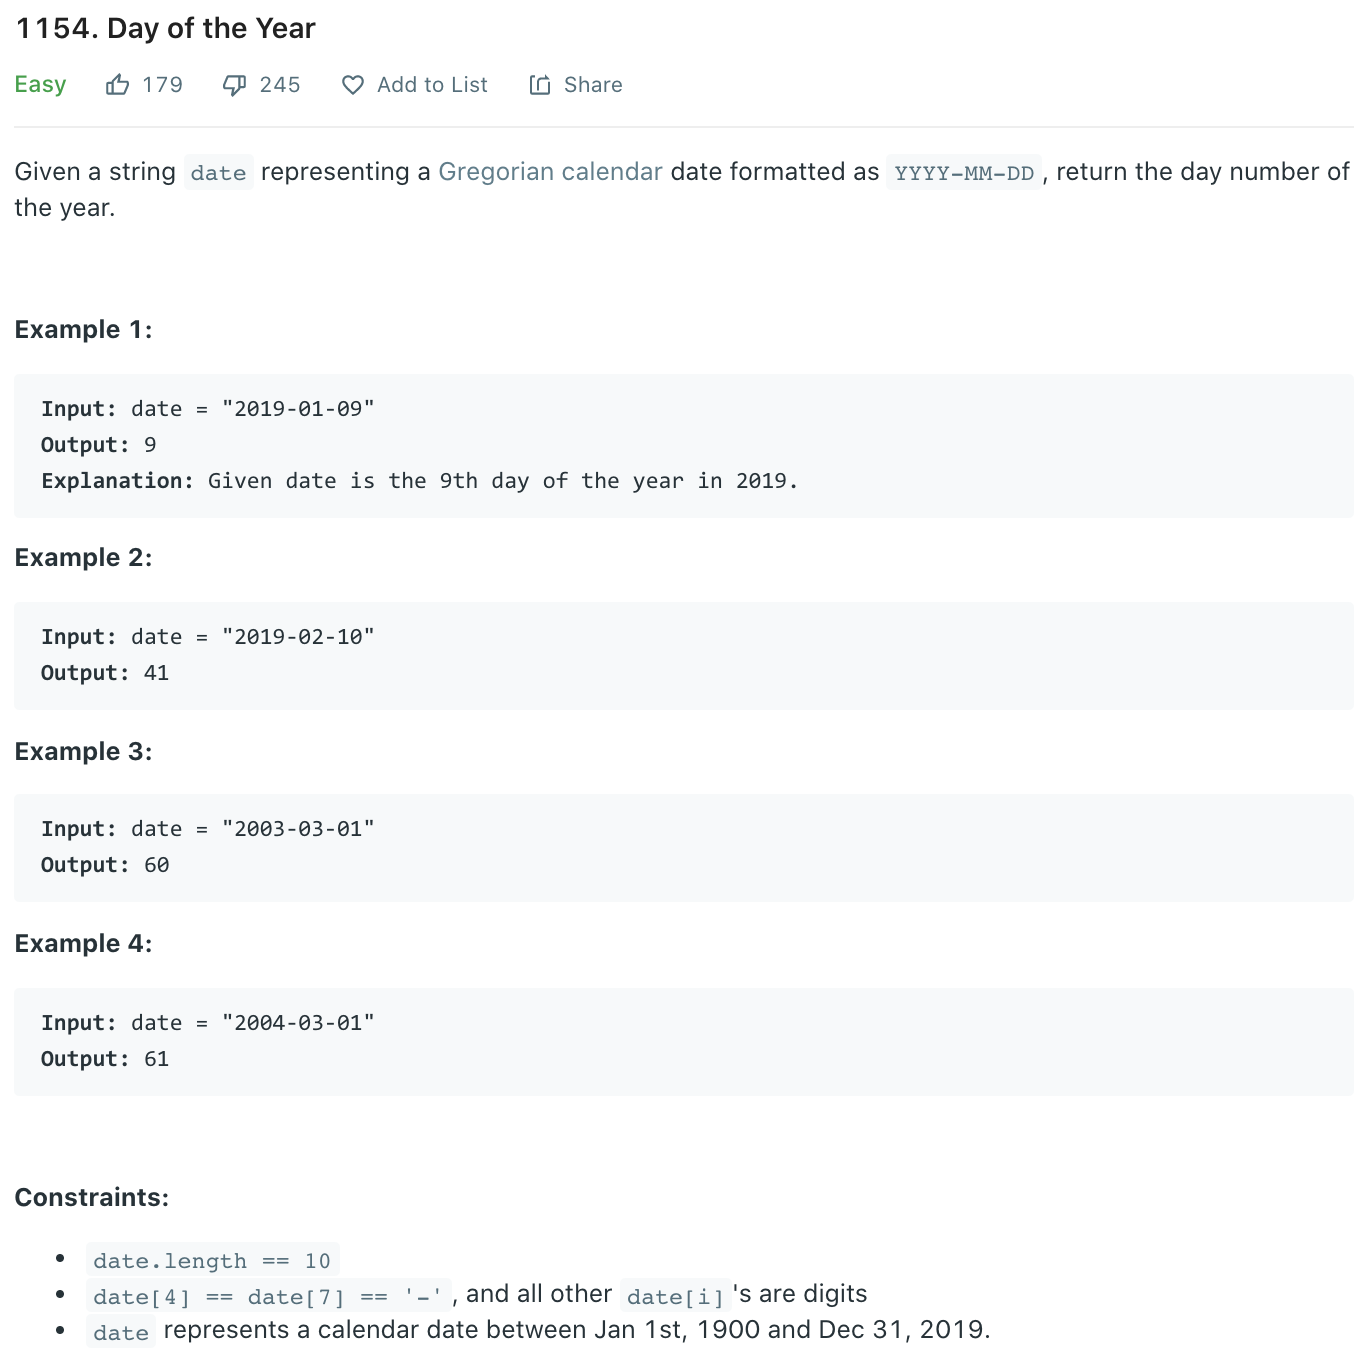 1154. Day of the Year
Easy 179 245 Add to List Share
Given a string date representing a Gregorian calendar date formatted as YYYY-MM-DD, return the day number of
the year.
Example 1:
Input: date = "2019-01-09"
Output: 9
Explanation: Given date is the 9th day of the year in 2019.
Example 2:
Input: date = "2019-02-10"
Output: 41
Example 3:
Input: date = "2003-03-01"
Output: 60
Example 4:
Input: date = "2004-03-01"
Output: 61
Constraints:
• date.length == 10
• date[4] == date[7] == '-', and all other date[i]'s are digits
• date represents a calendar date between Jan 1st, 1900 and Dec 31, 2019.